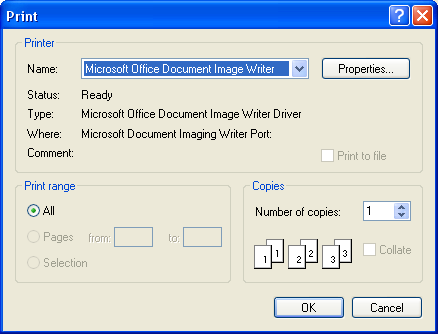 Print
Printer
Name: Microsoft Office Document Image Writer Properties...
Status: Ready
Type: Microsoft Office Document Image Writer Driver
Where: Microsoft Document Imaging Writer Port:
Comment:
Print to file
Print range
All
Pages from: to:
Selection
Copies
Number of copies: 1
1 1 2 2 3 3
Collate
OK Cancel